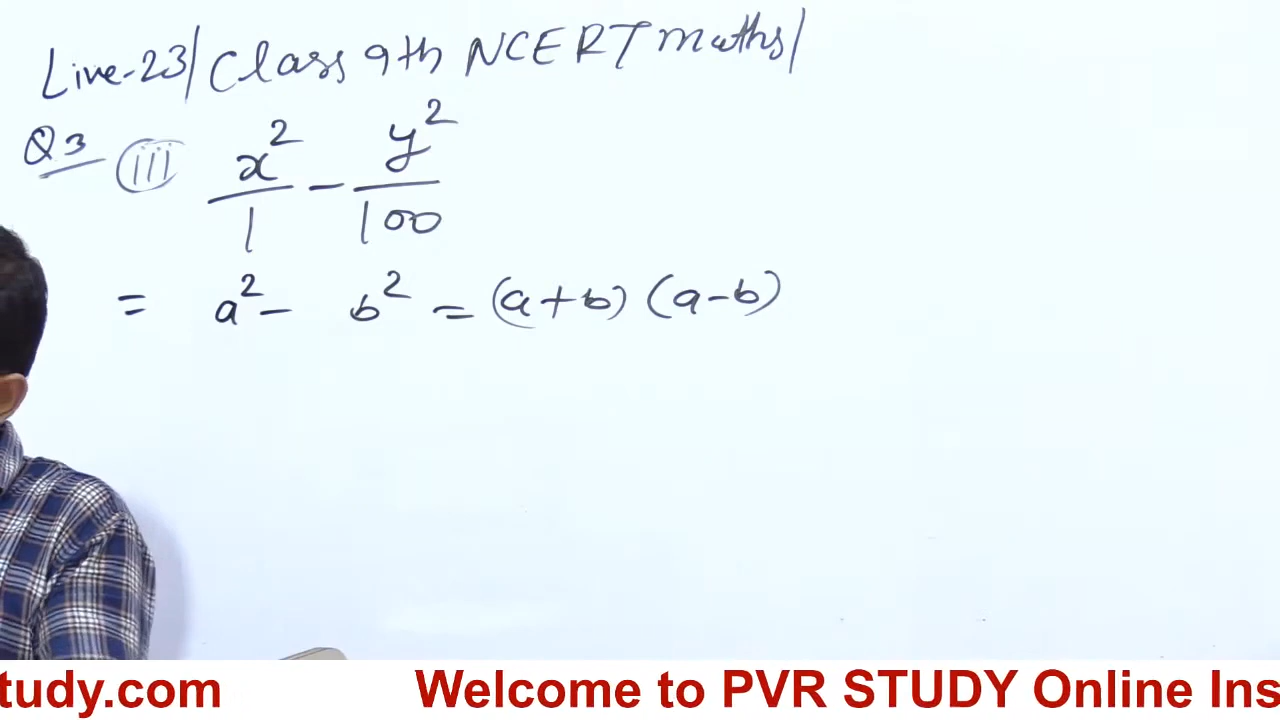 Live-23/ Class 9th NCERT maths/
Q3 (iii) x²/1 - y²/100
= a² - b² = (a+b) (a-b)
tudy.com Welcome to PVR STUDY Online Ins